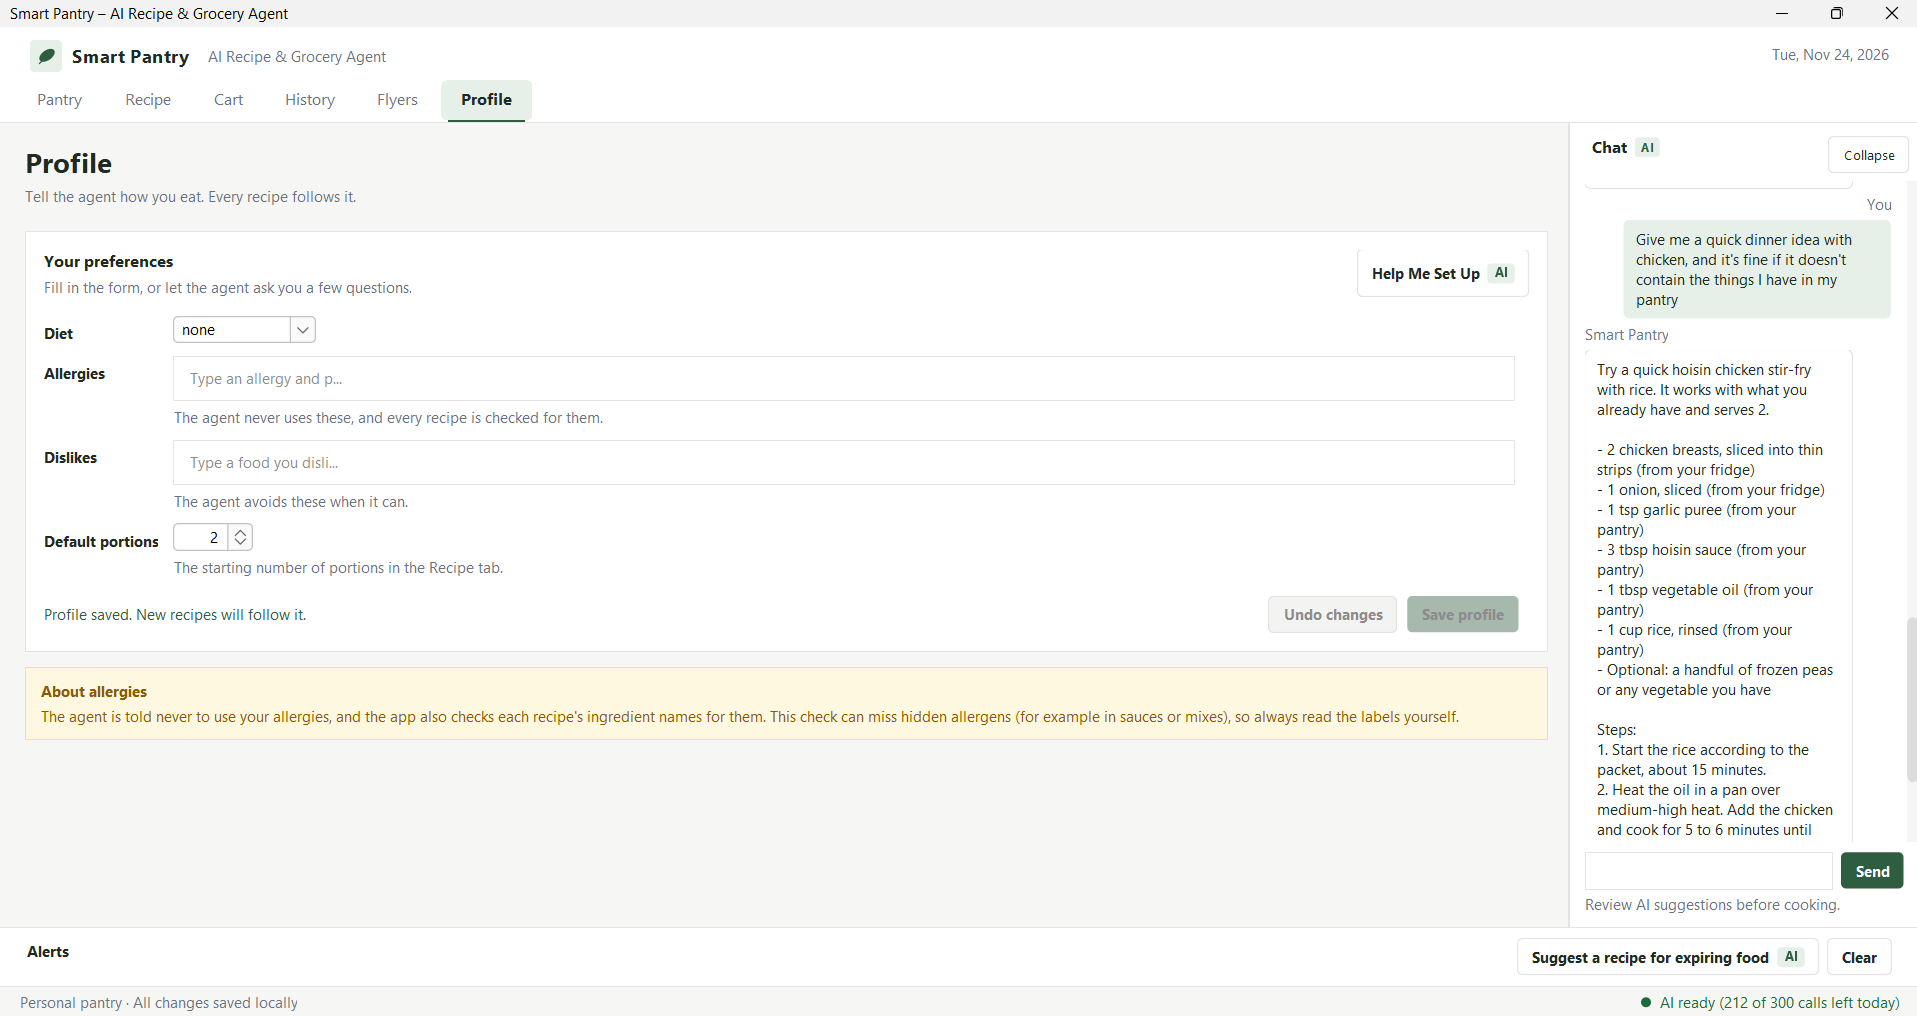 Smart Pantry – AI Recipe & Grocery Agent
Smart Pantry AI Recipe & Grocery Agent
Tue, Nov 24, 2026
Pantry Recipe Cart History Flyers Profile
Profile
Tell the agent how you eat. Every recipe follows it.
Your preferences
Fill in the form, or let the agent ask you a few questions.
Help Me Set Up AI
Diet none
Allergies Type an allergy and p...
The agent never uses these, and every recipe is checked for them.
Dislikes Type a food you disli...
The agent avoids these when it can.
Default portions 2
The starting number of portions in the Recipe tab.
Profile saved. New recipes will follow it.
Undo changes Save profile
About allergies
The agent is told never to use your allergies, and the app also checks each recipe's ingredient names for them. This check can miss hidden allergens (for example in sauces or mixes), so always read the labels yourself.
Chat AI
Collapse
You
Give me a quick dinner idea with
chicken, and it's fine if it doesn't
contain the things I have in my
pantry
Smart Pantry
Try a quick hoisin chicken stir-fry
with rice. It works with what you
already have and serves 2.
- 2 chicken breasts, sliced into thin
strips (from your fridge)
- 1 onion, sliced (from your fridge)
- 1 tsp garlic puree (from your
pantry)
- 3 tbsp hoisin sauce (from your
pantry)
- 1 tbsp vegetable oil (from your
pantry)
- 1 cup rice, rinsed (from your
pantry)
- Optional: a handful of frozen peas
or any vegetable you have
Steps:
1. Start the rice according to the
packet, about 15 minutes.
2. Heat the oil in a pan over
medium-high heat. Add the chicken
and cook for 5 to 6 minutes until
Send
Review AI suggestions before cooking.
Alerts
Suggest a recipe for expiring food AI
Clear
Personal pantry · All changes saved locally
AI ready (212 of 300 calls left today)